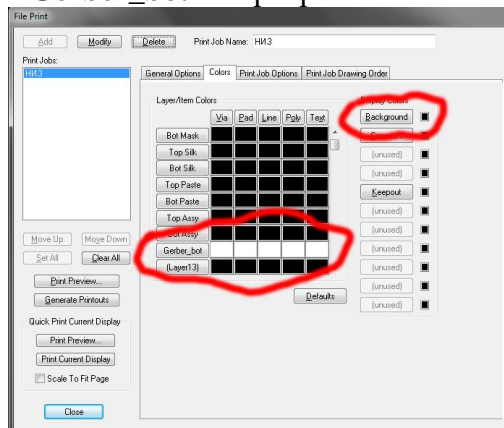 File Print
Add Modify Delete Print Job Name: НИЗ
Print Jobs:
НИЗ
General Options Colors Print Job Options Print Job Drawing Order
Layer/Item Colors
Via Pad Line Poly Text
Bot Mask
Top Silk
Bot Silk
Top Paste
Bot Paste
Top Assy
Bot Assy
Gerber_bot
(Layer13)
Defaults
Display Colors
Background
(unused)
(unused)
Keepout
(unused)
(unused)
(unused)
(unused)
(unused)
(unused)
Move Up Move Down
Set All Clear All
Print Preview...
Generate Printouts
Quick Print Current Display
Print Preview...
Print Current Display
Scale To Fit Page
Close